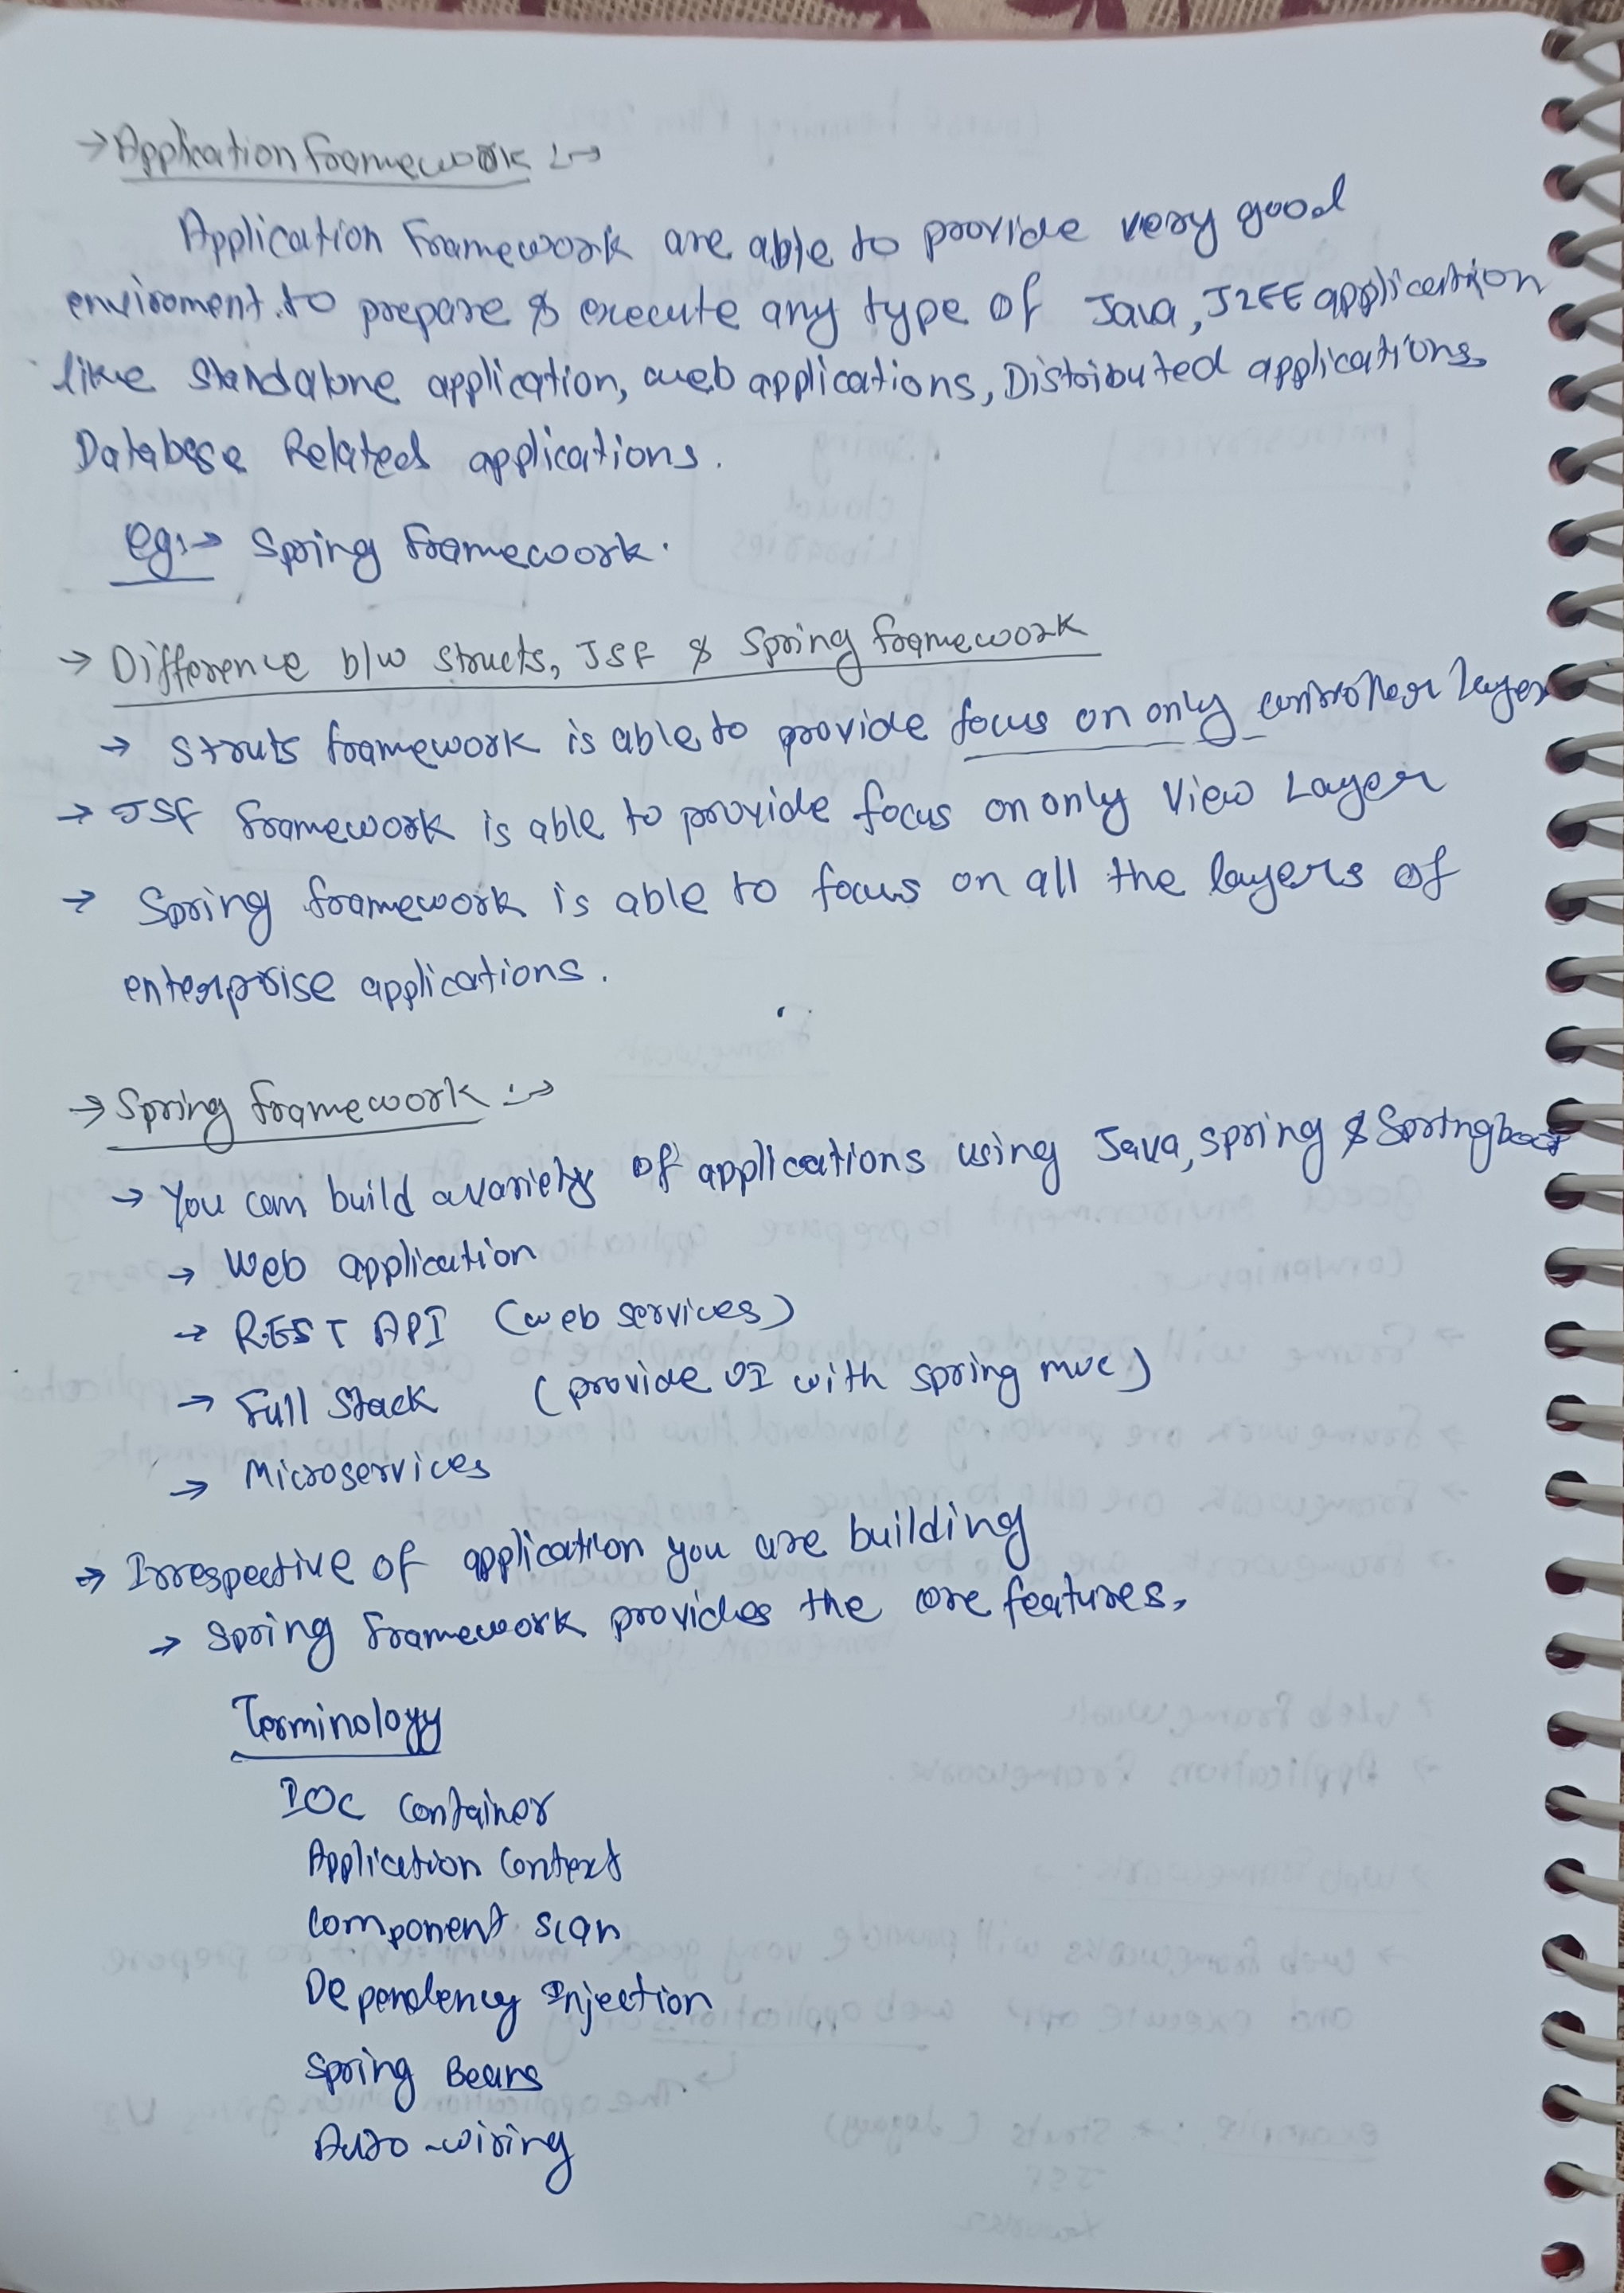 → Application Framework :→
Application Framework are able to provide very good
enviroment to prepare & execute any type of Java, J2EE application
like Standalone application, web applications, Distributed applications
Database Related applications.
eg:→ Spring Framework.
→ Difference b/w Structs, JSF & Spring framework
→ Struts framework is able to provide focus on only controller layer
→ JSF framework is able to provide focus on only View Layer
→ Spring framework is able to focus on all the layers of
enterprise applications.
→ Spring framework :→
→ You can build a variety of applications using Java, Spring & Springboot
→ Web application
→ REST API (web services)
→ Full Stack (provide UI with spring mvc)
→ Microservices
→ Irrespective of application you are building
→ Spring Framework provides the core features,
Terminology
IOC Container
Application Context
Component Scan
Dependency Injection
Spring Beans
Auto-wiring